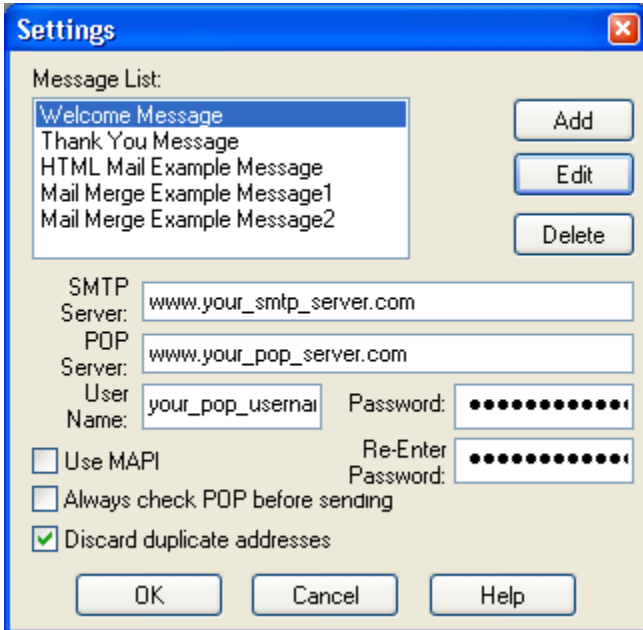 Settings
Message List:
Welcome Message
Thank You Message
HTML Mail Example Message
Mail Merge Example Message1
Mail Merge Example Message2
Add
Edit
Delete
SMTP
Server:
www.your_smtp_server.com
POP
Server:
www.your_pop_server.com
User
Name:
your_pop_usernai
Password:
●●●●●●●●●●●●
Use MAPI
Re-Enter
Password:
●●●●●●●●●●●●
Always check POP before sending
Discard duplicate addresses
OK
Cancel
Help